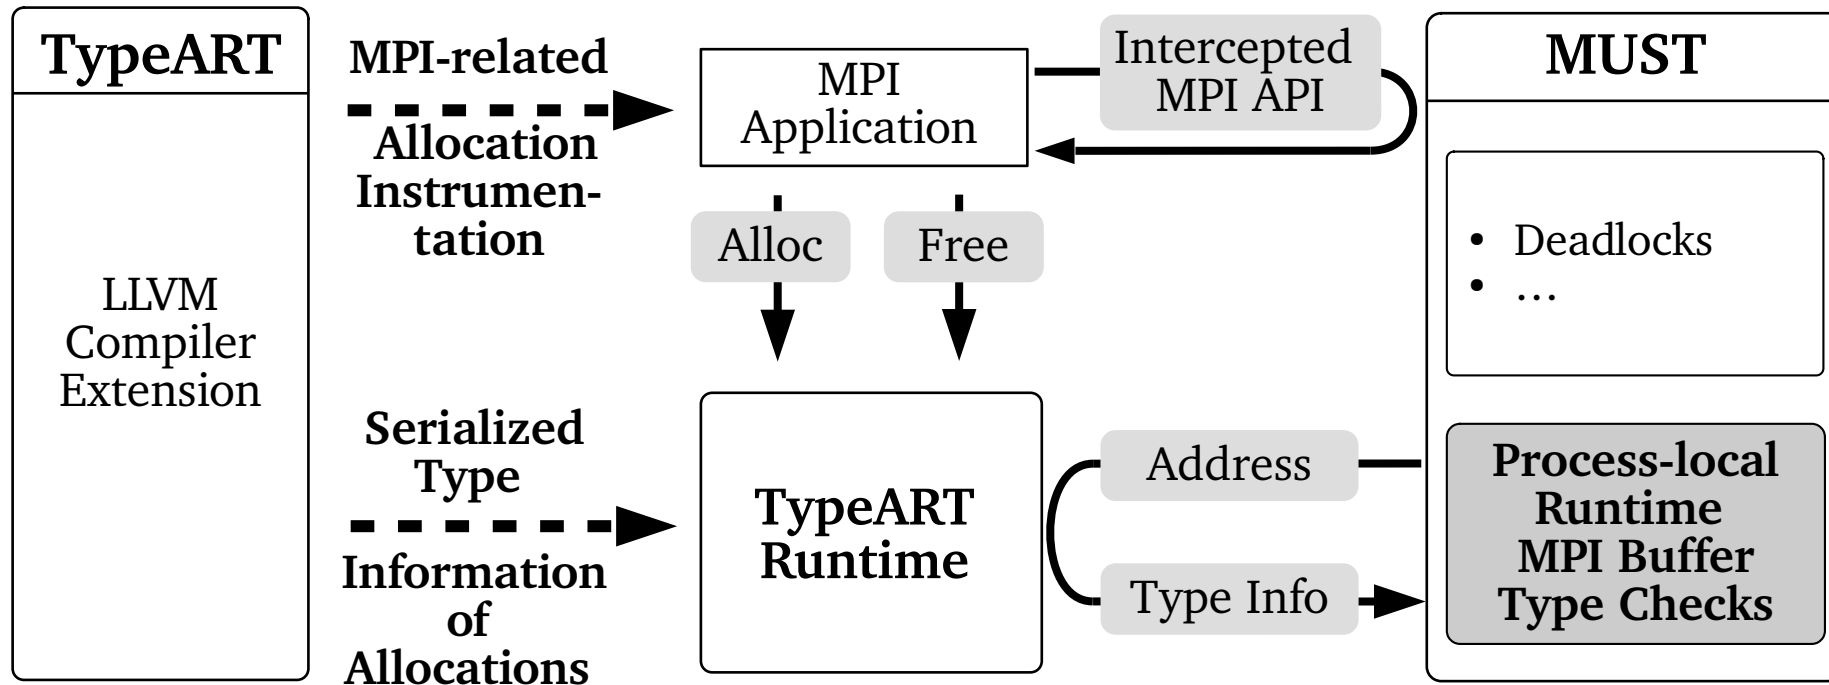 TypeART
LLVM
Compiler
Extension
MPI-related
Allocation
Instrumen-
tation
Serialized
Type
Information
of
Allocations
MPI
Application
Intercepted
MPI API
Alloc
Free
TypeART
Runtime
Address
Type Info
MUST
• Deadlocks
• …
Process-local
Runtime
MPI Buffer
Type Checks